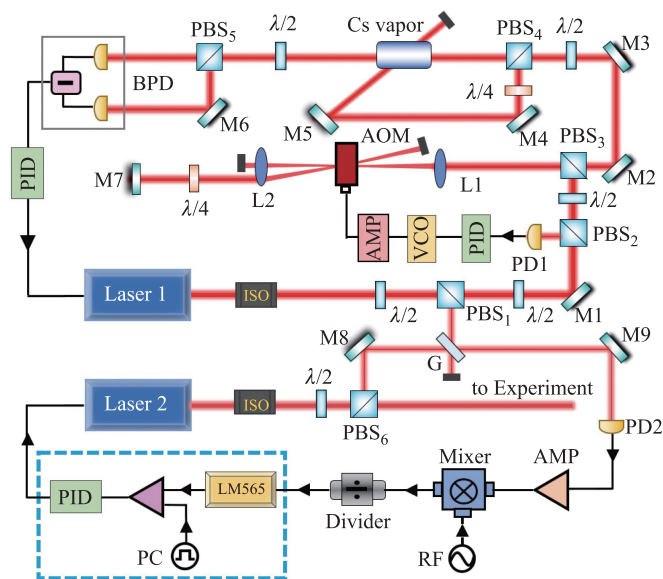 PBS5
λ/2
Cs vapor
PBS4
λ/2
M3
BPD
M6
M5
λ/4
M4
AOM
PBS3
PID
M7
λ/4
L2
L1
M2
λ/2
AMP
VCO
PID
PD1
PBS2
Laser 1
ISO
λ/2
PBS1
λ/2
M1
M8
G
M9
to Experiment
Laser 2
ISO
λ/2
PBS6
PD2
PID
LM565
Divider
Mixer
AMP
PC
RF